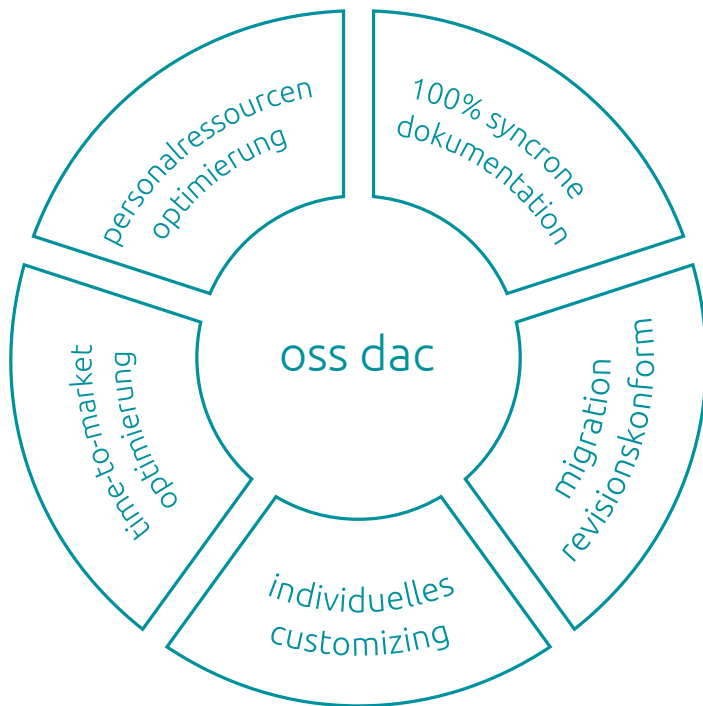 personalressourcen
optimierung
100% syncrone
dokumentation
oss dac
time-to-market
optimierung
migration
revisionskonform
individuelles
customizing